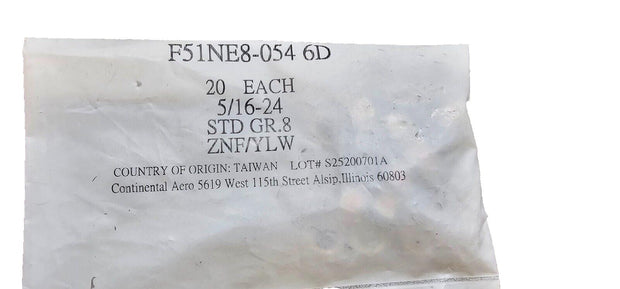 F51NE8-054 6D
20 EACH
5/16-24
STD GR.8
ZNF/YLW
COUNTRY OF ORIGIN: TAIWAN LOT# S25200701A
Continental Aero 5619 West 115th Street Alsip,Illinois 60803